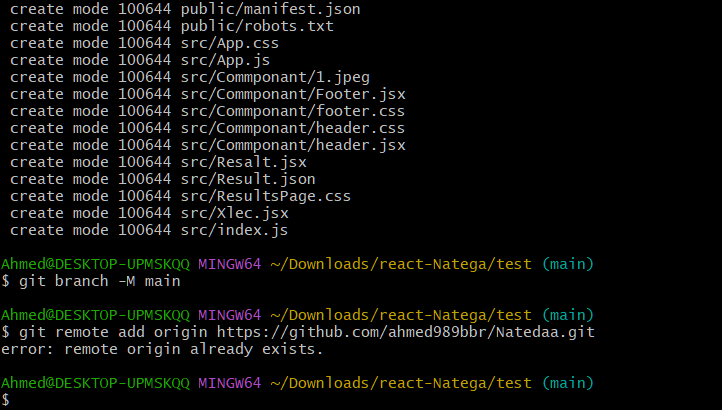 create mode 100644 public/manifest.json
create mode 100644 public/robots.txt
create mode 100644 src/App.css
create mode 100644 src/App.js
create mode 100644 src/Commponant/1.jpeg
create mode 100644 src/Commponant/Footer.jsx
create mode 100644 src/Commponant/footer.css
create mode 100644 src/Commponant/header.css
create mode 100644 src/Commponant/header.jsx
create mode 100644 src/Resalt.jsx
create mode 100644 src/Result.json
create mode 100644 src/ResultsPage.css
create mode 100644 src/Xlec.jsx
create mode 100644 src/index.js
Ahmed@DESKTOP-UPMSKQQ MINGW64 ~/Downloads/react-Natega/test (main)
$ git branch -M main
Ahmed@DESKTOP-UPMSKQQ MINGW64 ~/Downloads/react-Natega/test (main)
$ git remote add origin https://github.com/ahmed989bbr/Natedaa.git
error: remote origin already exists.
Ahmed@DESKTOP-UPMSKQQ MINGW64 ~/Downloads/react-Natega/test (main)
$